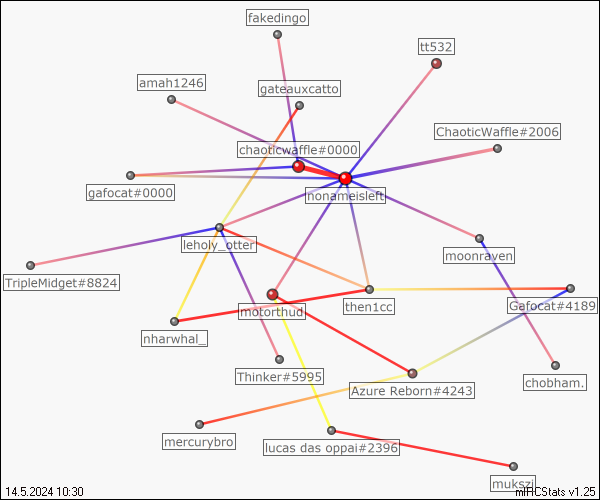 fakedingo
tt532
amah1246
gateauxcatto
ChaoticWaffle#2006
chaoticwaffle#0000
gafocat#0000
nonameisleft
leholy_otter
moonraven
TripleMidget#8824
motorthud
then1cc
Gafocat#4189
nharwhal_
Thinker#5995
Azure Reborn#4243
chobham.
mercurybro
lucas das oppai#2396
mukszi
14.5.2024 10:30
mIRCStats v1.25